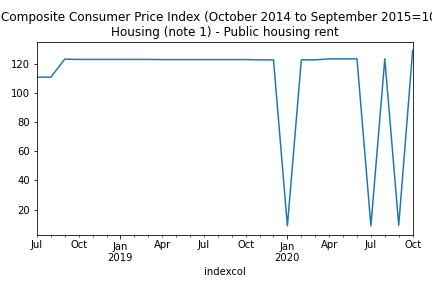 Composite Consumer Price Index (October 2014 to September 2015=10
Housing (note 1) - Public housing rent
120
100
80
60
40
20
Jul Oct Jan Apr Jul Oct Jan Apr Jul Oct
2019 2020
indexcol